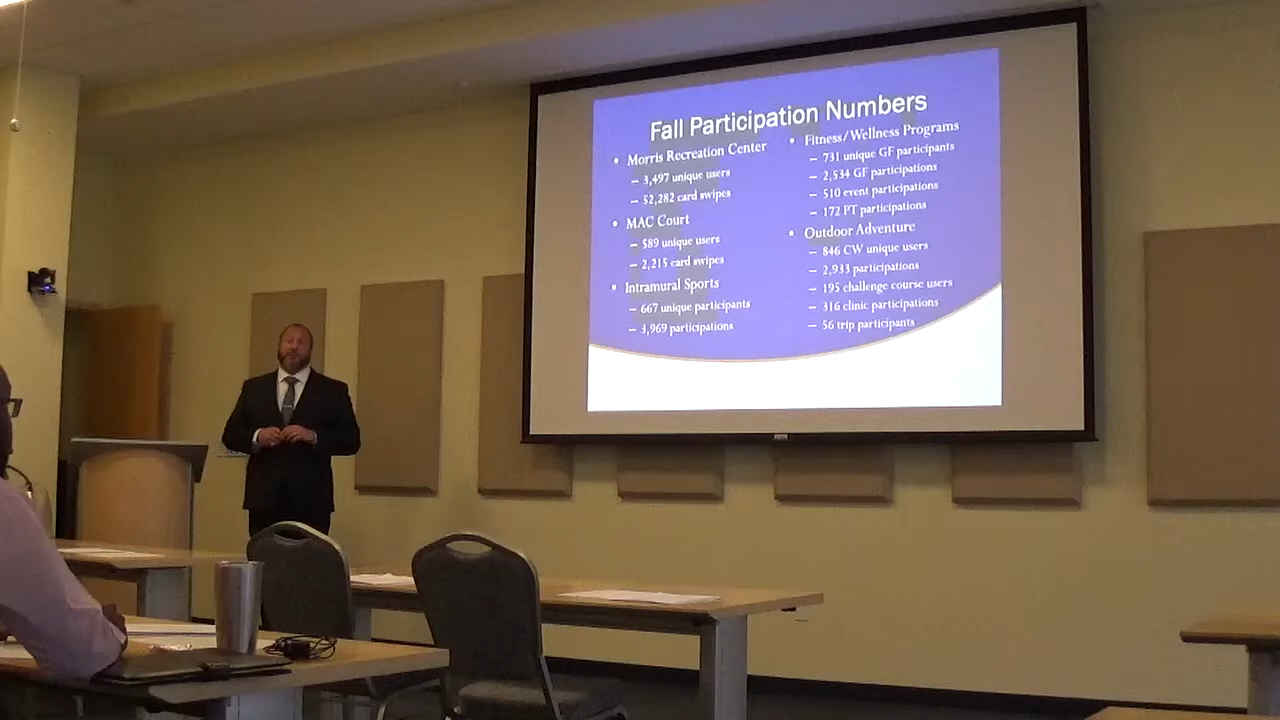 Fall Participation Numbers
• Morris Recreation Center
– 3,497 unique users
– 52,282 card swipes
• MAC Court
– 589 unique users
– 2,215 card swipes
• Intramural Sports
– 667 unique participants
– 3,969 participations
• Fitness/Wellness Programs
– 731 unique GF participants
– 2,534 GF participations
– 510 event participations
– 172 PT participations
• Outdoor Adventure
– 846 CW unique users
– 2,933 participations
– 195 challenge course users
– 316 clinic participations
– 56 trip participants